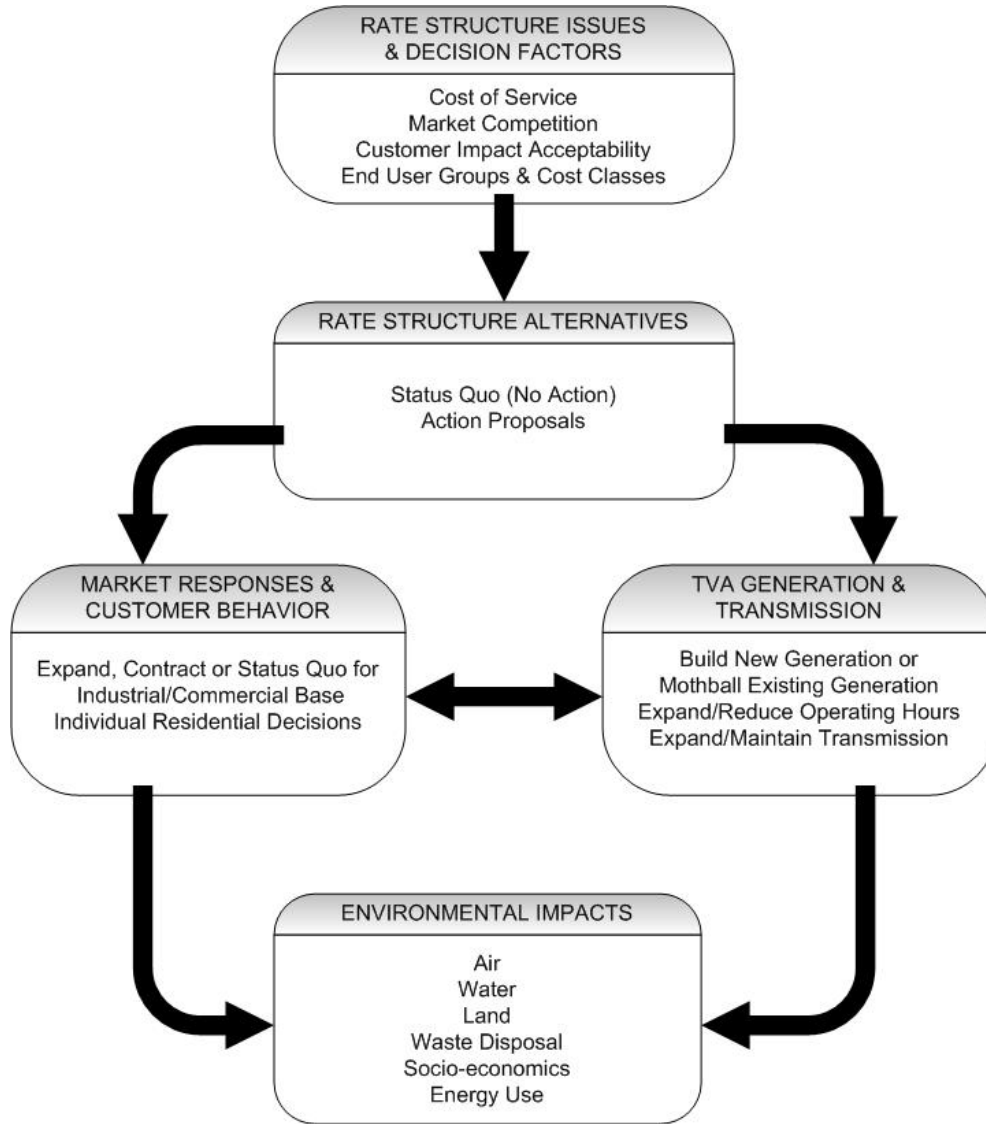 RATE STRUCTURE ISSUES
& DECISION FACTORS
Cost of Service
Market Competition
Customer Impact Acceptability
End User Groups & Cost Classes
RATE STRUCTURE ALTERNATIVES
Status Quo (No Action)
Action Proposals
MARKET RESPONSES &
CUSTOMER BEHAVIOR
Expand, Contract or Status Quo for
Industrial/Commercial Base
Individual Residential Decisions
TVA GENERATION &
TRANSMISSION
Build New Generation or
Mothball Existing Generation
Expand/Reduce Operating Hours
Expand/Maintain Transmission
ENVIRONMENTAL IMPACTS
Air
Water
Land
Waste Disposal
Socio-economics
Energy Use